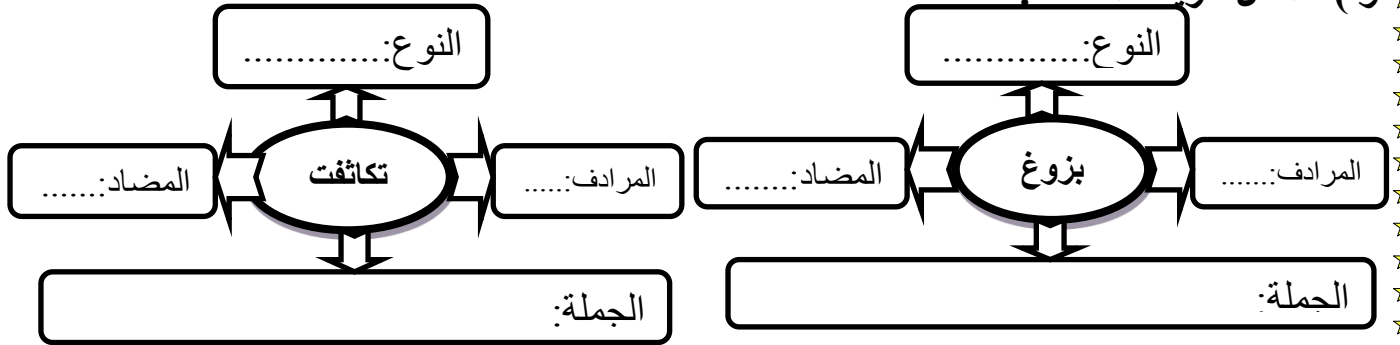 النوع:..............
بزوغ
المرادف:......
المضاد:.......
الجملة:
النوع:..............
تكاثفت
المرادف:.....
المضاد:.......
الجملة: